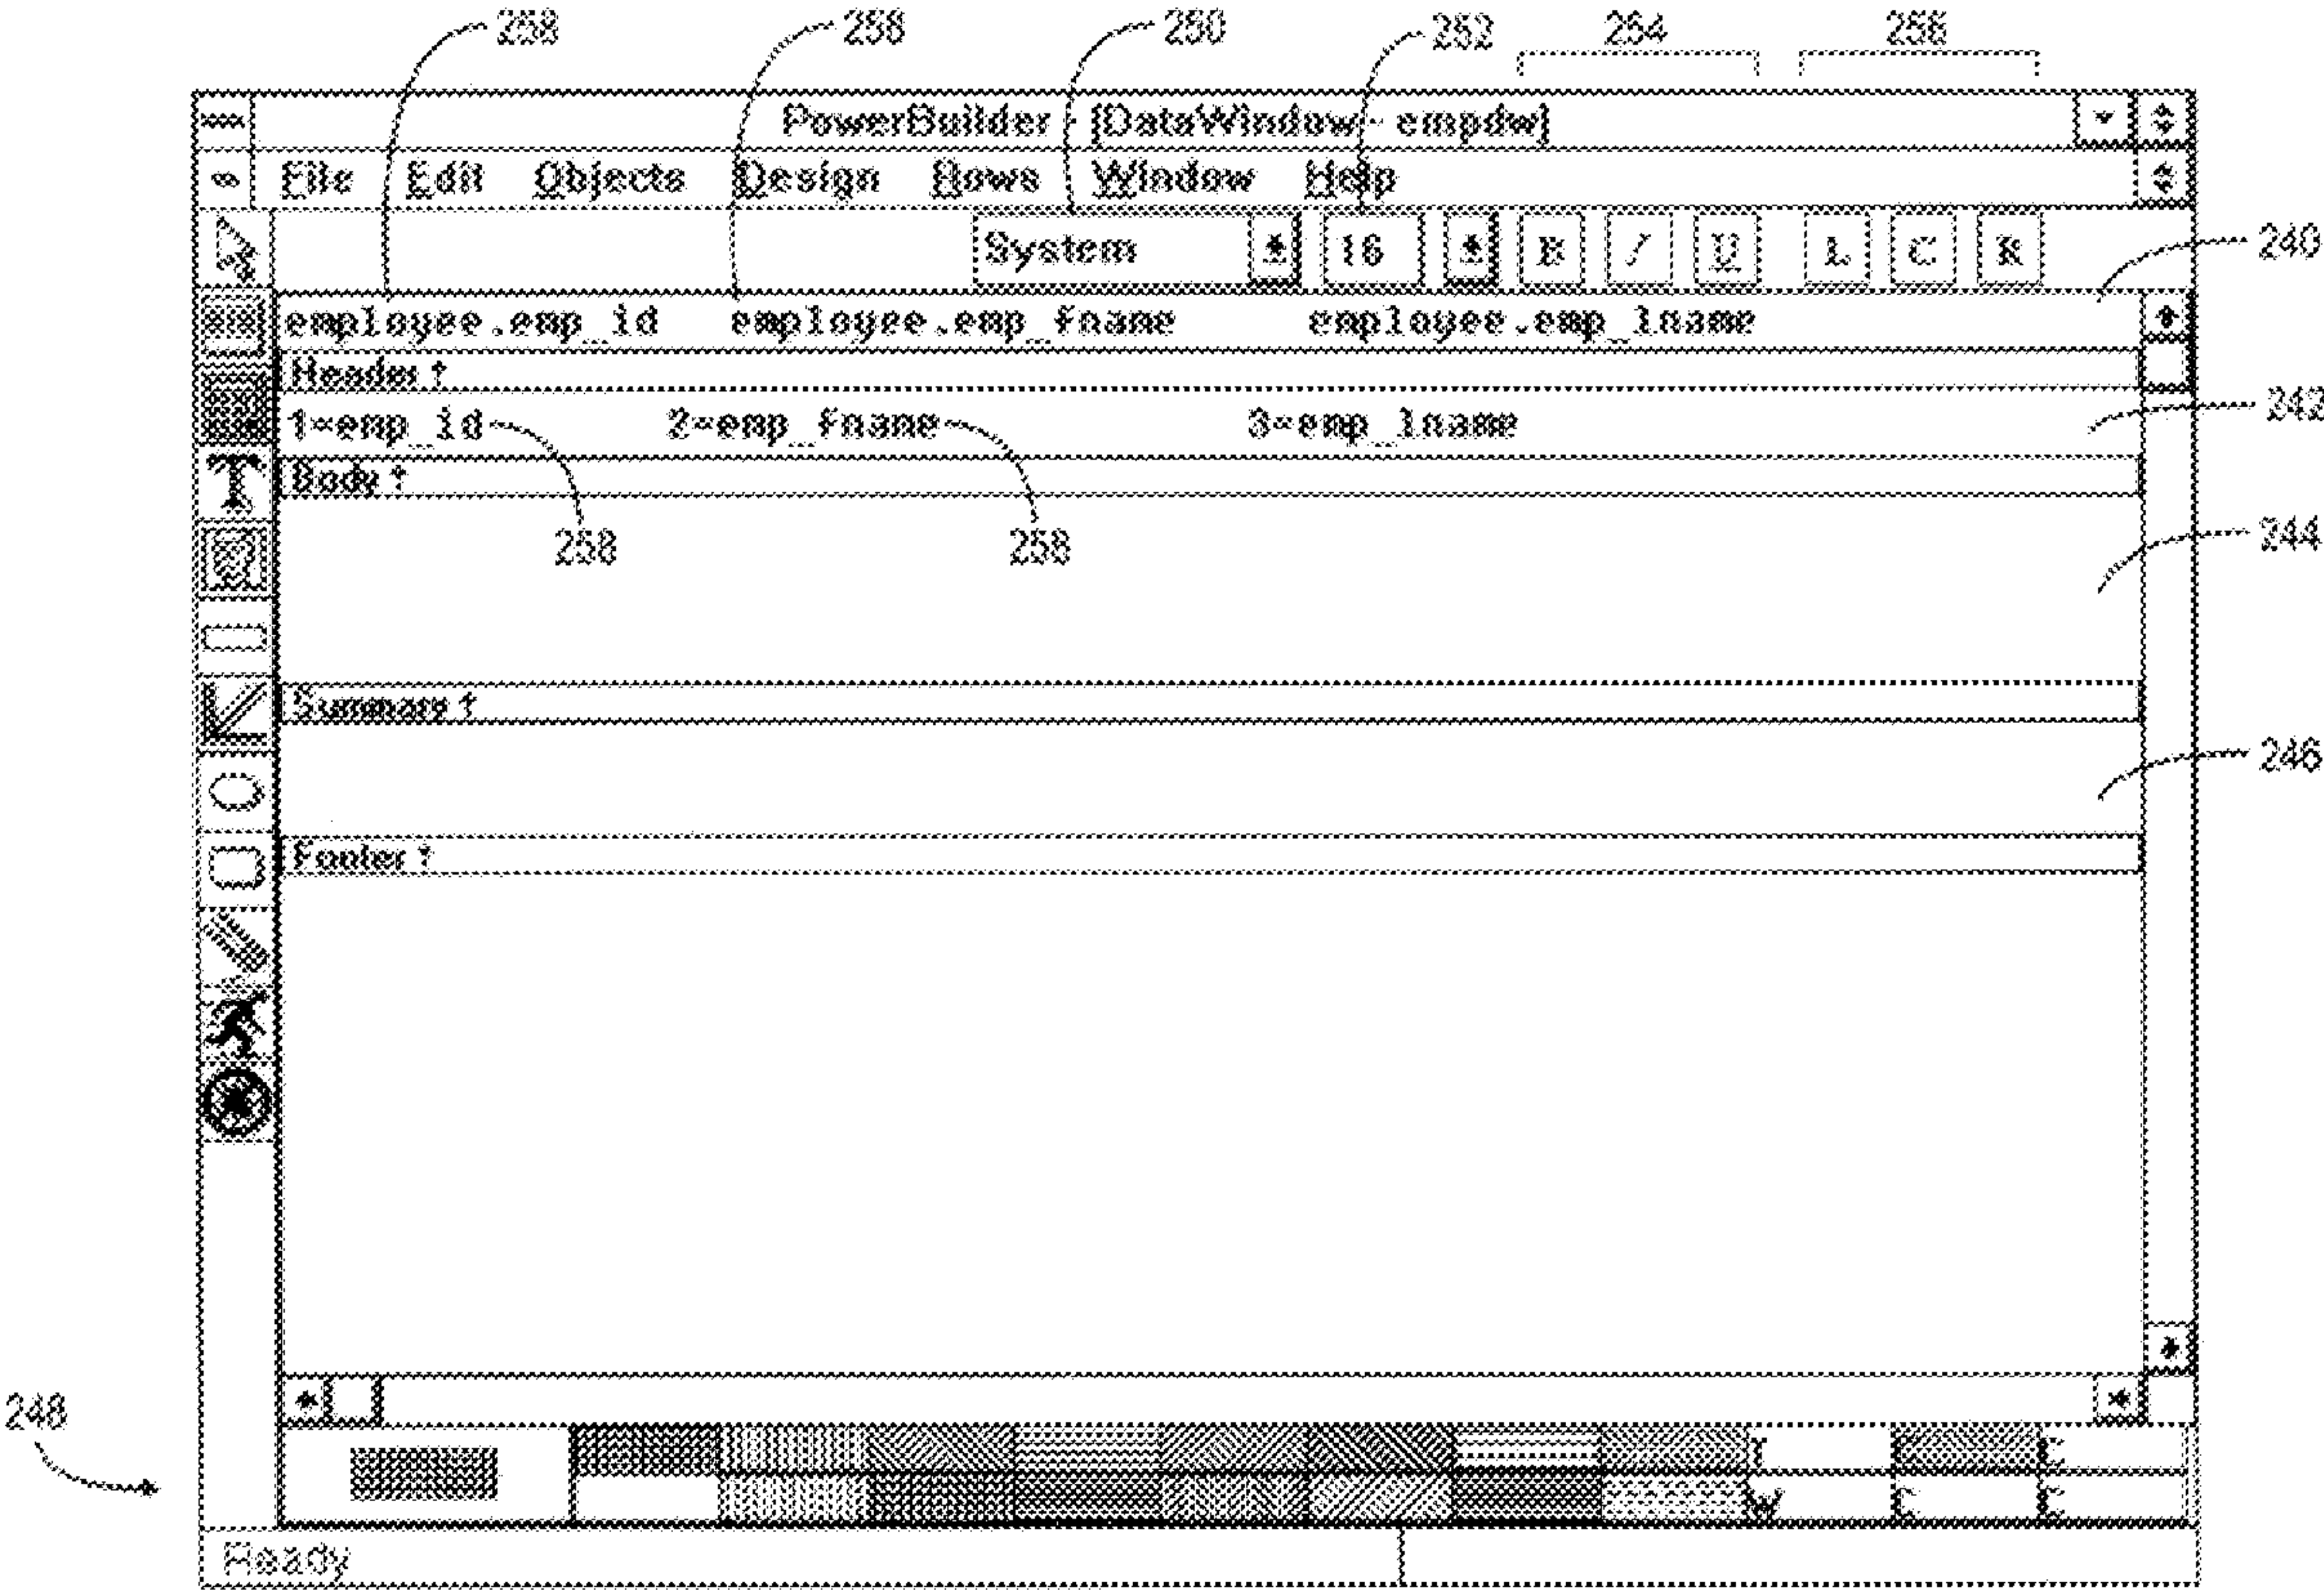 258 258 250 252 254 256
PowerBuilder - [DataWindow - empdw]
File Edit Objects Design Rows Window Help
System 16 B I U L C R
240
employee.emp_id employee.emp_fname employee.emp_lname
Header↑
242
1=emp_id 2=emp_fname 3=emp_lname
T
Body↑
258 258
244
Summary↑
246
Footer↑
248
T C E
W C E
Ready